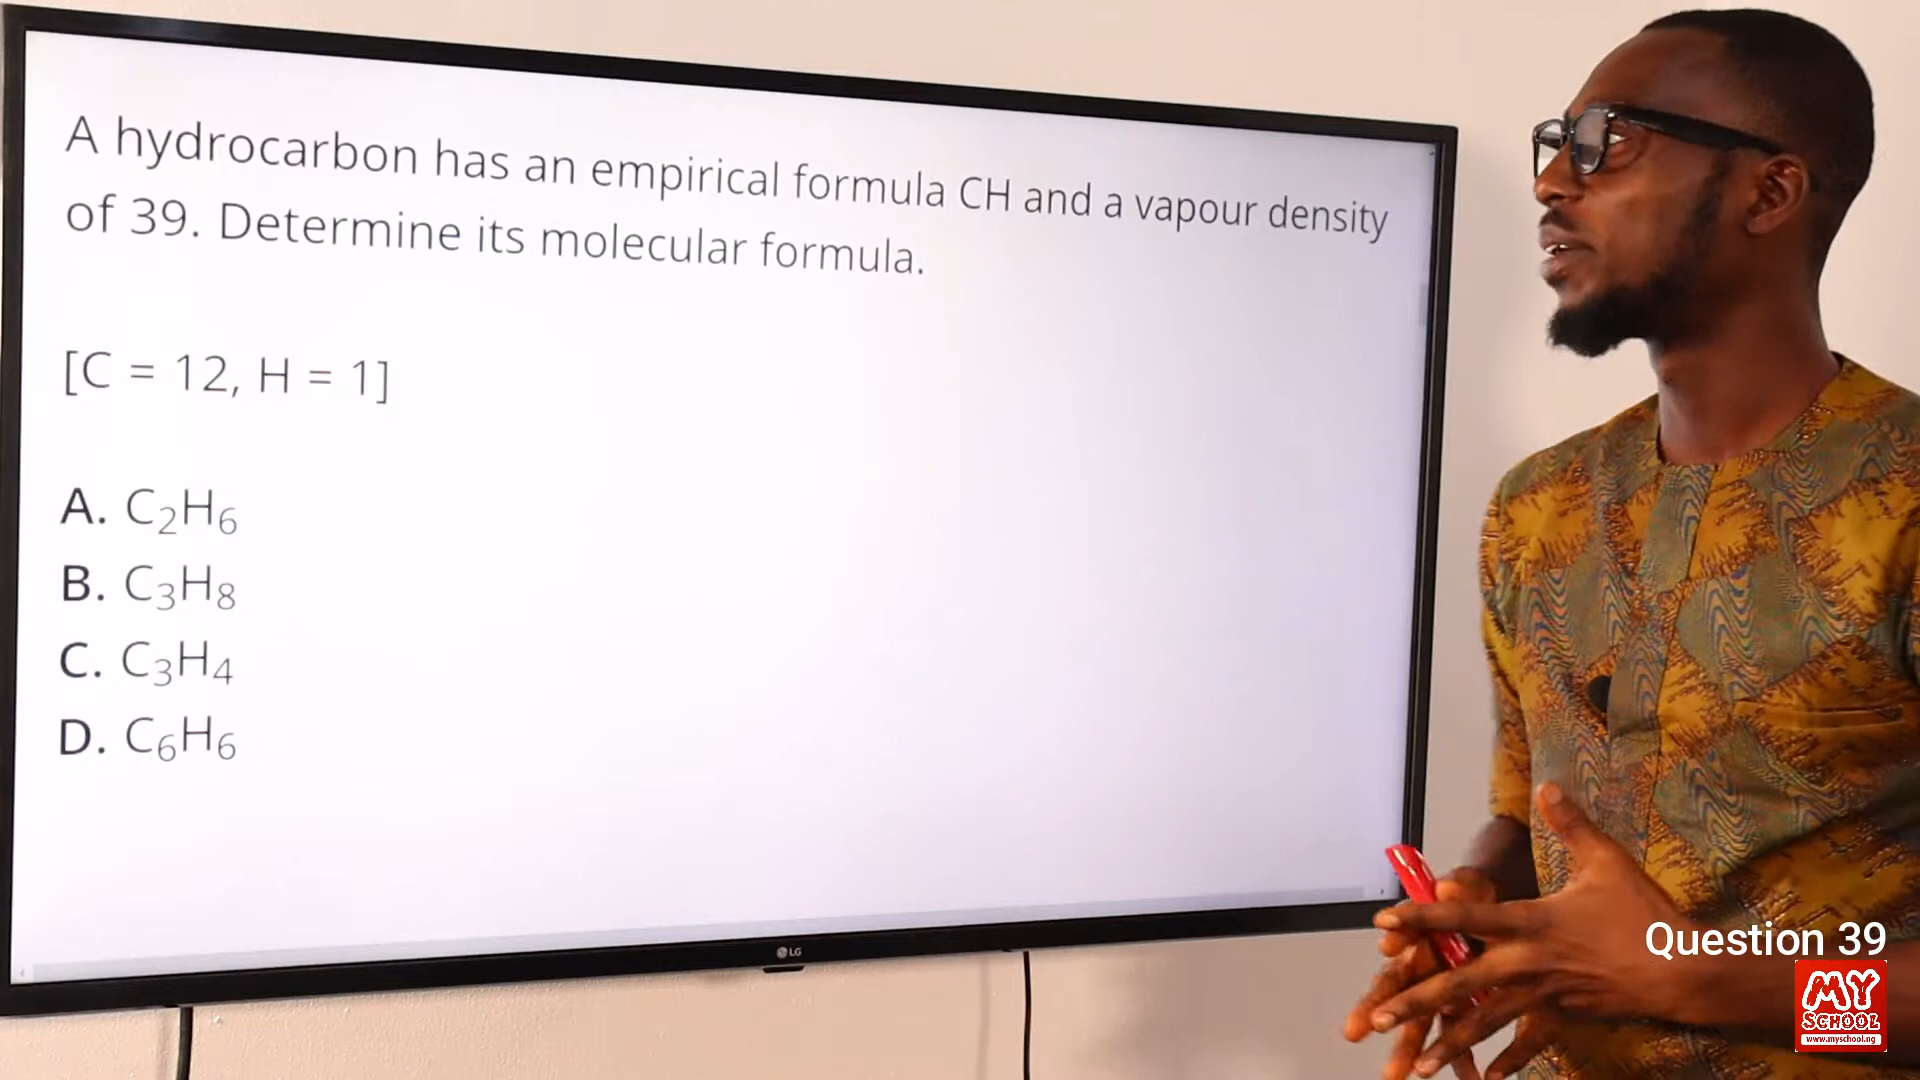 A hydrocarbon has an empirical formula CH and a vapour density
of 39. Determine its molecular formula.
[C = 12, H = 1]
A. C₂H₆
B. C₃H₈
C. C₃H₄
D. C₆H₆
LG
Question 39
MY
SCHOOL
www.myschool.ng